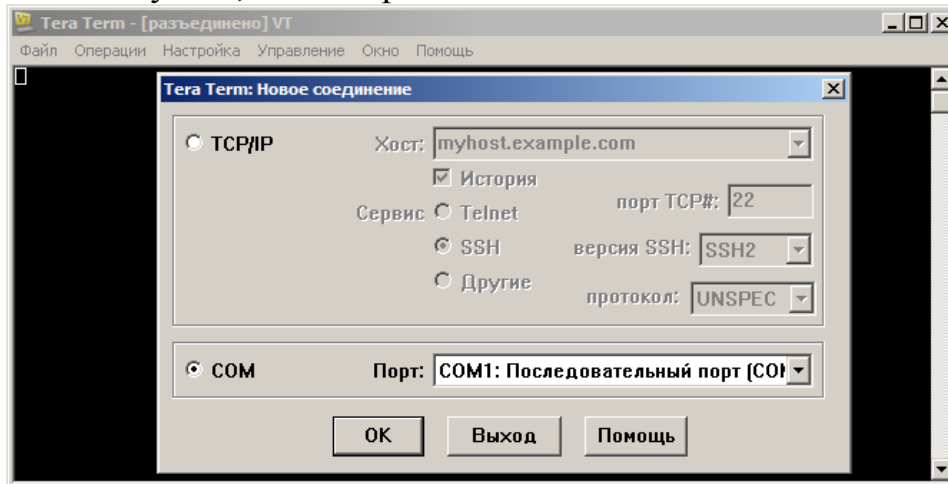 Tera Term - [разъединено] VT
Файл Операции Настройка Управление Окно Помощь
Tera Term: Новое соединение
TCP/IP Хост: myhost.example.com
История
Сервис Telnet порт TCP#: 22
SSH версия SSH: SSH2
Другие протокол: UNSPEC
COM Порт: COM1: Последовательный порт (COM
OK Выход Помощь